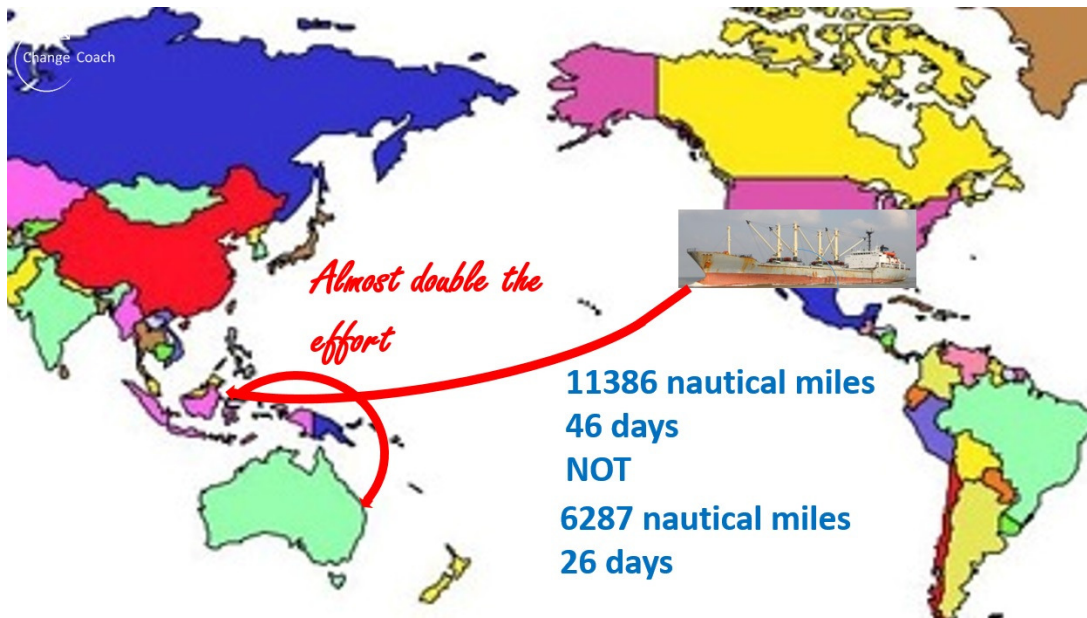 Change Coach
Almost double the
effort
11386 nautical miles
46 days
NOT
6287 nautical miles
26 days